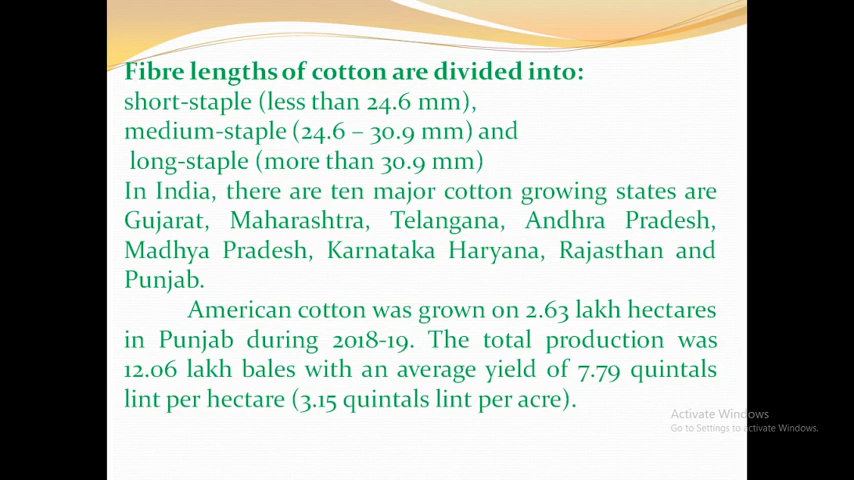 Fibre lengths of cotton are divided into:
short-staple (less than 24.6 mm),
medium-staple (24.6 – 30.9 mm) and
long-staple (more than 30.9 mm)
In India, there are ten major cotton growing states are
Gujarat, Maharashtra, Telangana, Andhra Pradesh,
Madhya Pradesh, Karnataka Haryana, Rajasthan and
Punjab.
American cotton was grown on 2.63 lakh hectares
in Punjab during 2018-19. The total production was
12.06 lakh bales with an average yield of 7.79 quintals
lint per hectare (3.15 quintals lint per acre).
Activate Windows
Go to Settings to activate Windows.